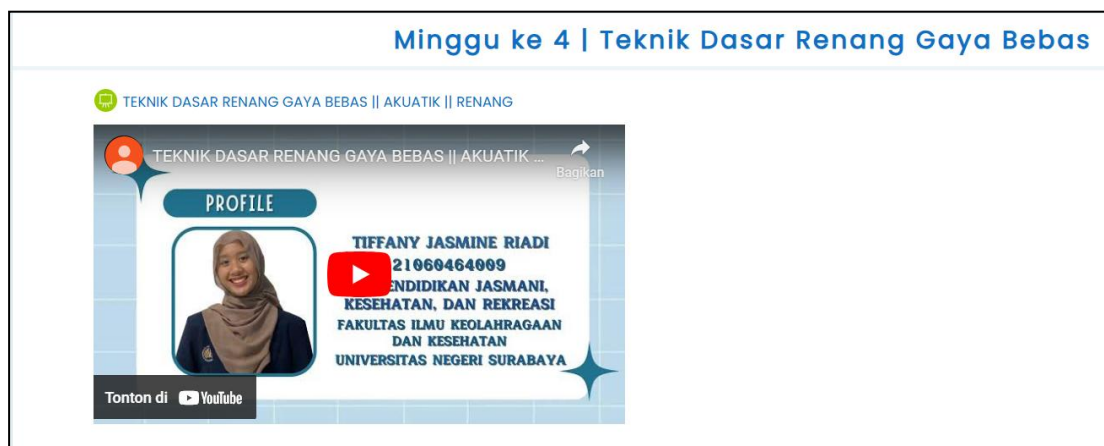 Minggu ke 4 | Teknik Dasar Renang Gaya Bebas
TEKNIK DASAR RENANG GAYA BEBAS || AKUATIK || RENANG
TEKNIK DASAR RENANG GAYA BEBAS || AKUATIK ...
Bagikan
PROFILE
TIFFANY JASMINE RIADI
21060464009
ENDIDIKAN JASMANI,
KESEHATAN, DAN REKREASI
FAKULTAS ILMU KEOLAHRAGAAN
DAN KESEHATAN
UNIVERSITAS NEGERI SURABAYA
Tonton di YouTube